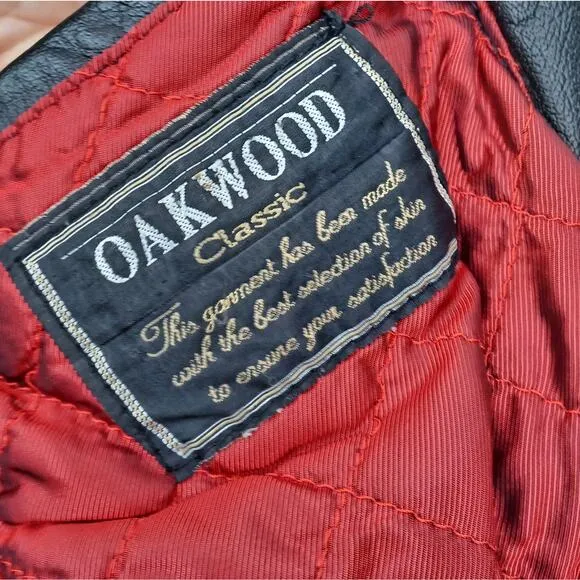 OAKWOOD
Classic
This garment has been made
with the best selection of skin
to ensure your satisfaction